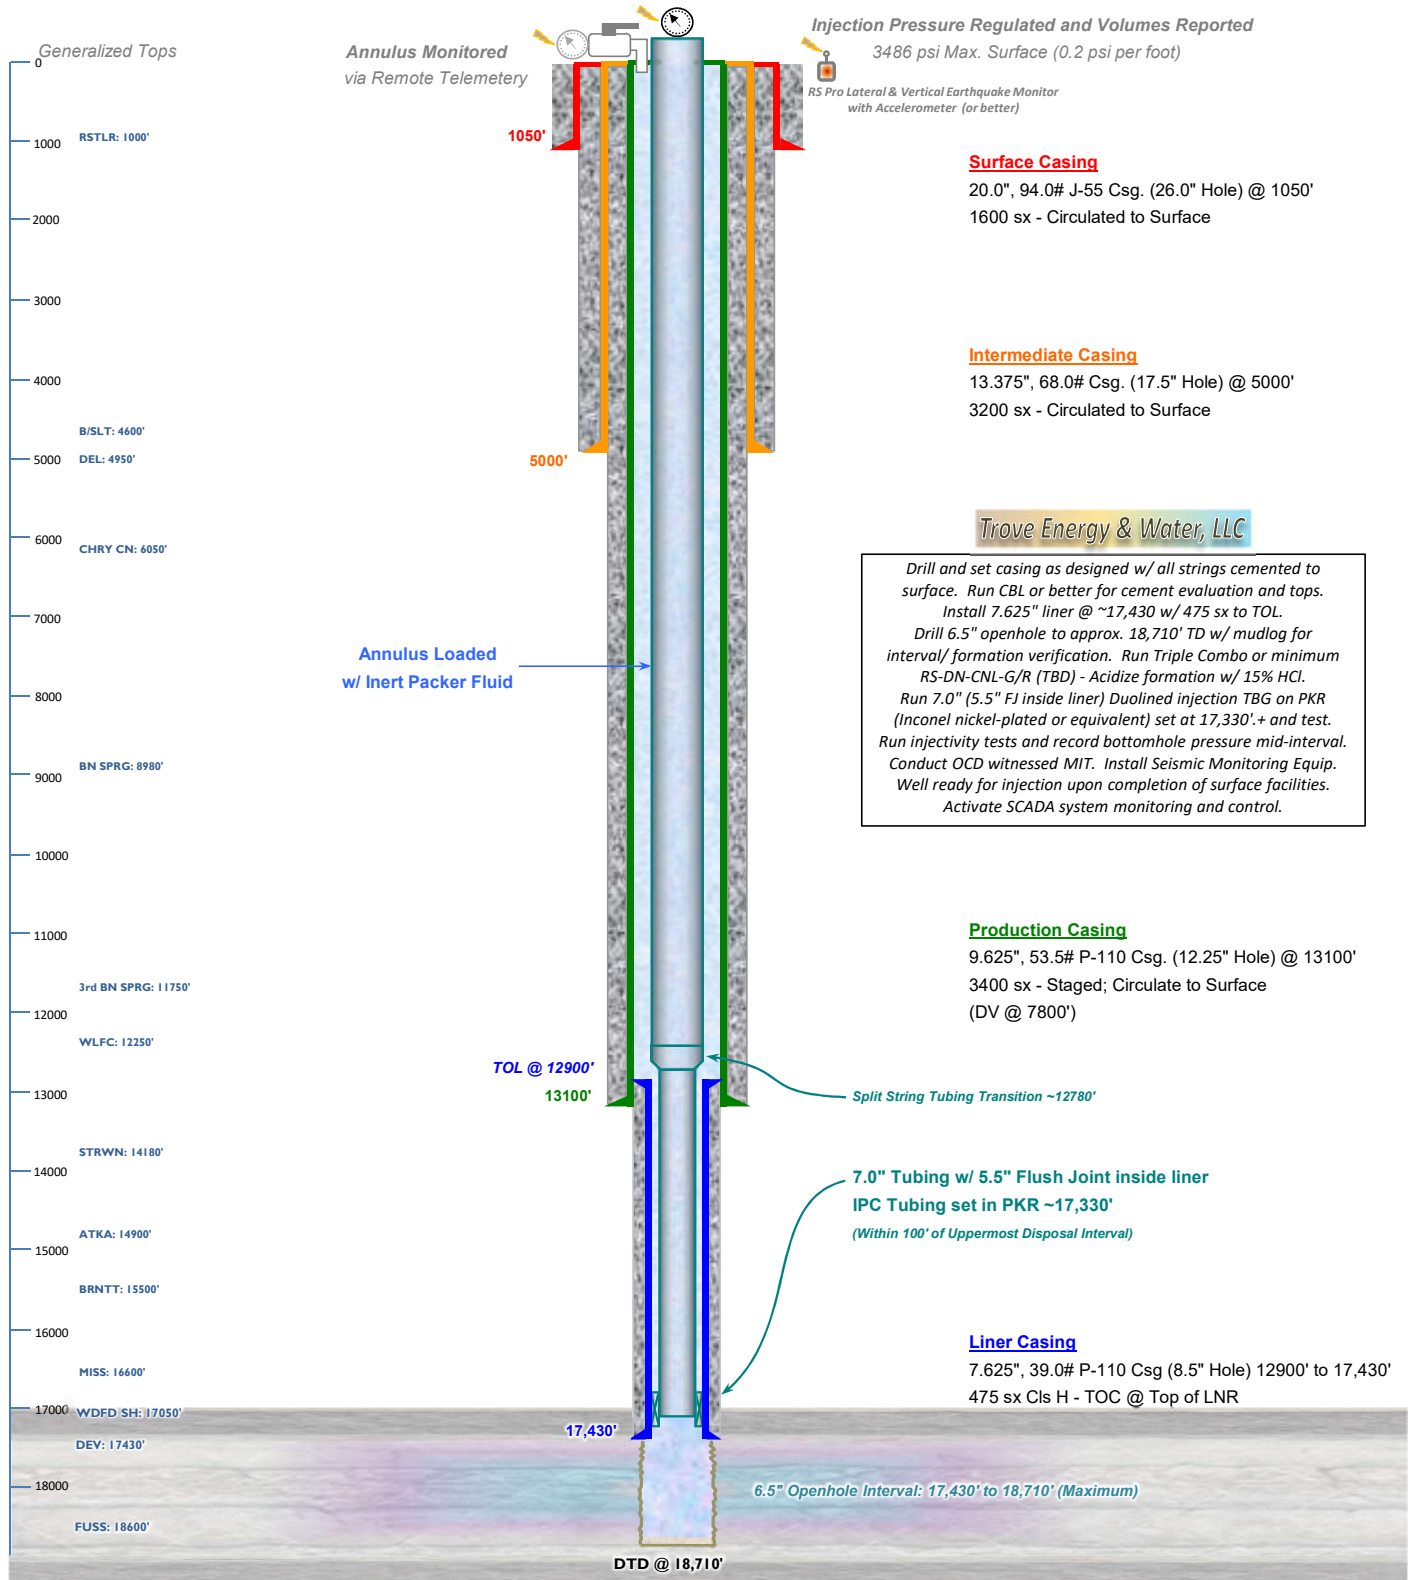 Generalized Tops
Annulus Monitored
via Remote Telemetery
Injection Pressure Regulated and Volumes Reported
3486 psi Max. Surface (0.2 psi per foot)
RS Pro Lateral & Vertical Earthquake Monitor
with Accelerometer (or better)
0
RSTLR: 1000'
1000
2000
3000
4000
B/SLT: 4600'
5000
DEL: 4950'
6000
CHRY CN: 6050'
7000
8000
BN SPRG: 8980'
9000
10000
11000
3rd BN SPRG: 11750'
12000
WLFC: 12250'
13000
STRWN: 14180'
14000
ATKA: 14900'
15000
BRNTT: 15500'
16000
MISS: 16600'
17000
WDFD SH: 17050'
DEV: 17430'
18000
FUSS: 18600'
1050'
5000'
Annulus Loaded
w/ Inert Packer Fluid
TOL @ 12900'
13100'
17,430'
DTD @ 18,710'
Surface Casing
20.0", 94.0# J-55 Csg. (26.0" Hole) @ 1050'
1600 sx - Circulated to Surface
Intermediate Casing
13.375", 68.0# Csg. (17.5" Hole) @ 5000'
3200 sx - Circulated to Surface
Trove Energy & Water, LLC
Drill and set casing as designed w/ all strings cemented to
surface. Run CBL or better for cement evaluation and tops.
Install 7.625" liner @ ~17,430 w/ 475 sx to TOL.
Drill 6.5" openhole to approx. 18,710' TD w/ mudlog for
interval/ formation verification. Run Triple Combo or minimum
RS-DN-CNL-G/R (TBD) - Acidize formation w/ 15% HCl.
Run 7.0" (5.5" FJ inside liner) Duolined injection TBG on PKR
(Inconel nickel-plated or equivalent) set at 17,330'.+ and test.
Run injectivity tests and record bottomhole pressure mid-interval.
Conduct OCD witnessed MIT. Install Seismic Monitoring Equip.
Well ready for injection upon completion of surface facilities.
Activate SCADA system monitoring and control.
Production Casing
9.625", 53.5# P-110 Csg. (12.25" Hole) @ 13100'
3400 sx - Staged; Circulate to Surface
(DV @ 7800')
Split String Tubing Transition ~12780'
7.0" Tubing w/ 5.5" Flush Joint inside liner
IPC Tubing set in PKR ~17,330'
(Within 100' of Uppermost Disposal Interval)
Liner Casing
7.625", 39.0# P-110 Csg (8.5" Hole) 12900' to 17,430'
475 sx Cls H - TOC @ Top of LNR
6.5" Openhole Interval: 17,430' to 18,710' (Maximum)